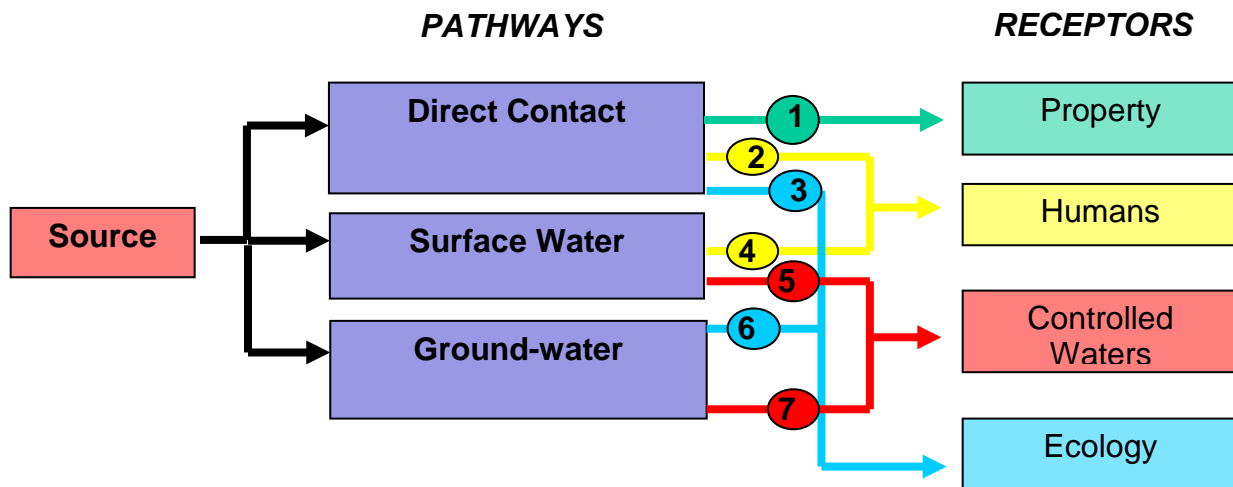 PATHWAYS
RECEPTORS
Direct Contact
1
Property
2
3
Humans
Source
Surface Water
4
5
6
Controlled
Waters
Ground-water
7
Ecology